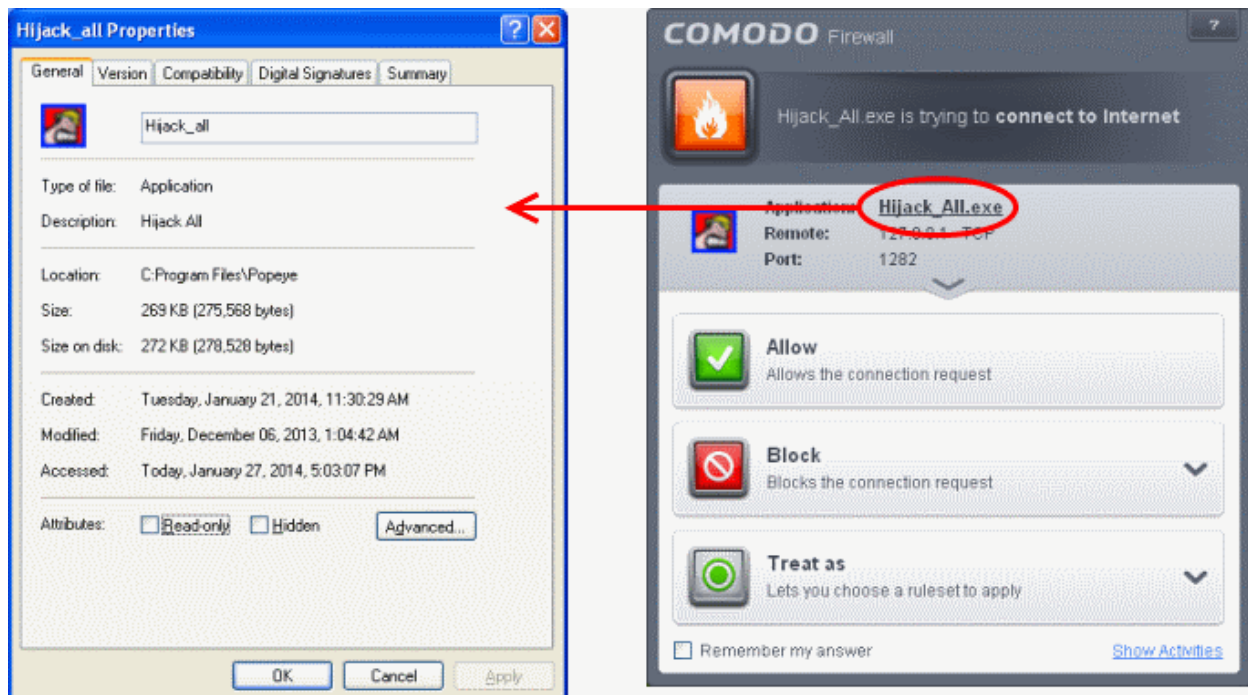 Hijack_all Properties
?
General Version Compatibility Digital Signatures Summary
Hijack_all
Type of file: Application
Description: Hijack All
Location: C:Program Files\Popeye
Size: 269 KB (275,568 bytes)
Size on disk: 272 KB (278,528 bytes)
Created: Tuesday, January 21, 2014, 11:30:29 AM
Modified: Friday, December 06, 2013, 1:04:42 AM
Accessed: Today, January 27, 2014, 5:03:07 PM
Attributes: Read-only Hidden Advanced...
OK Cancel Apply
COMODO Firewall
?
Hijack_All.exe is trying to connect to Internet
Application: Hijack_All.exe
Remote: 127.0.0.1 - TCP
Port: 1282
Allow
Allows the connection request
Block
Blocks the connection request
Treat as
Lets you choose a ruleset to apply
Remember my answer
Show Activities